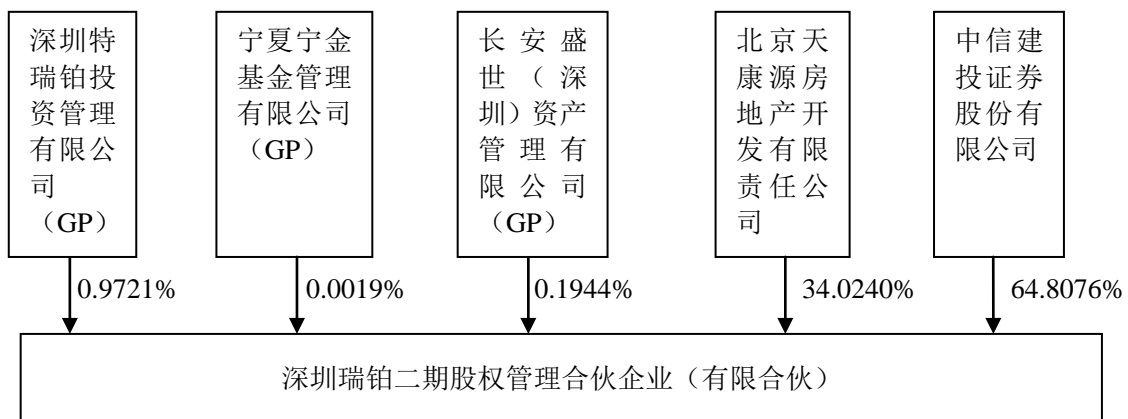 深圳特
瑞铂投
资管理
有限公
司
（GP）
宁夏宁金
基金管理
有限公司
（GP）
长安盛
世（深
圳）资产
管理有
限公司
（GP）
北京天
康源房
地产开
发有限
责任公
司
中信建
投证券
股份有
限公司
0.9721%
0.0019%
0.1944%
34.0240%
64.8076%
深圳瑞铂二期股权管理合伙企业（有限合伙）